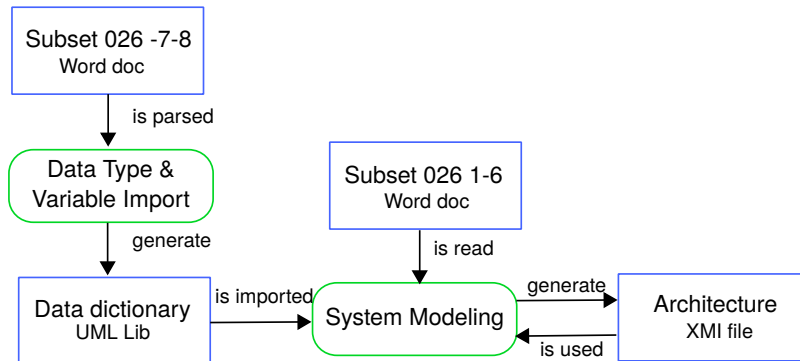 Subset 026 -7-8
Word doc
is parsed
Data Type &
Variable Import
generate
Subset 026 1-6
Word doc
is read
Data dictionary
UML Lib
is imported
System Modeling
generate
is used
Architecture
XMI file